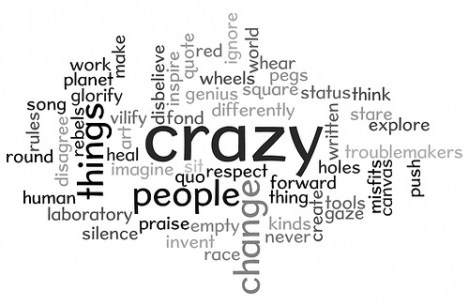 ignore
quote
red
world
make
disbelieve
inspire
hear
work
wheels
pegs
planet
genius
square
status
think
glorify
song
rebels
things
vilify
fond
differently
stare
rules
disagree
art
crazy
written
explore
round
heal
troublemakers
imagine
sit
quo
respect
holes
push
human
people
change
forward
misfits
canvas
thing
tools
laboratory
praise
empty
kinds
create
gaze
silence
invent
never
race